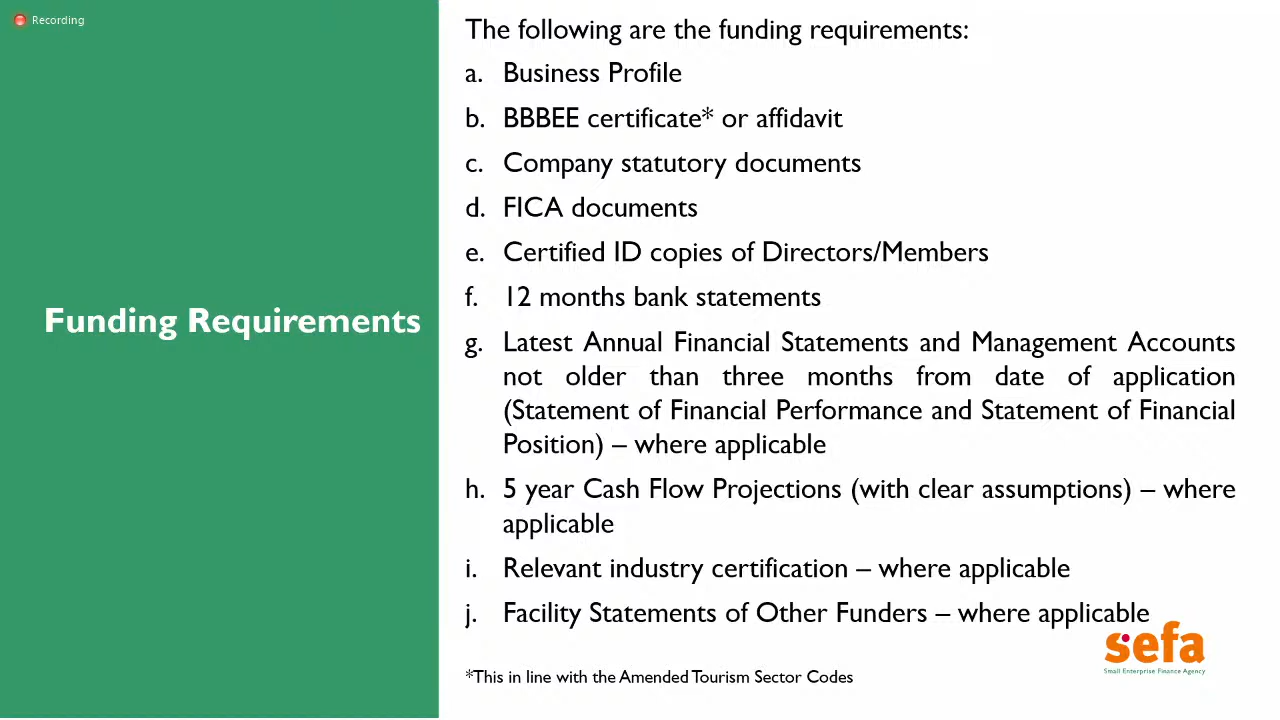 Recording
The following are the funding requirements:
a. Business Profile
b. BBBEE certificate* or affidavit
c. Company statutory documents
d. FICA documents
e. Certified ID copies of Directors/Members
f. 12 months bank statements
Funding Requirements
g. Latest Annual Financial Statements and Management Accounts
not older than three months from date of application
(Statement of Financial Performance and Statement of Financial
Position) – where applicable
h. 5 year Cash Flow Projections (with clear assumptions) – where
applicable
i. Relevant industry certification – where applicable
j. Facility Statements of Other Funders – where applicable
sefa
Small Enterprise Finance Agency
*This in line with the Amended Tourism Sector Codes